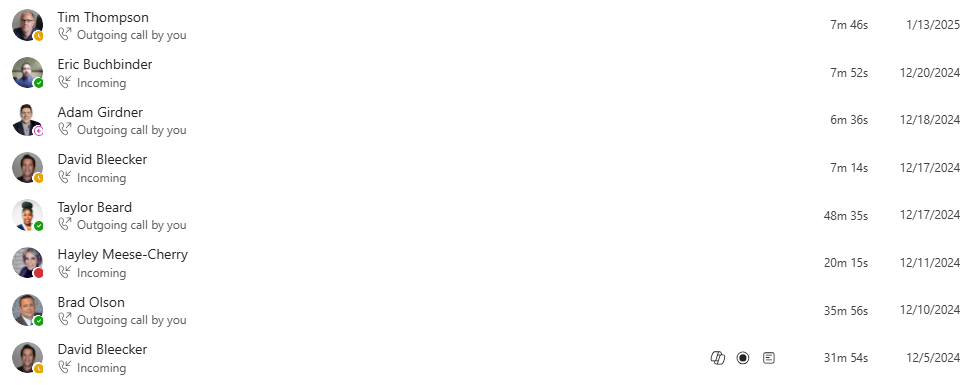 Tim Thompson
Outgoing call by you 7m 46s 1/13/2025
Eric Buchbinder
Incoming 7m 52s 12/20/2024
Adam Girdner
Outgoing call by you 6m 36s 12/18/2024
David Bleecker
Incoming 7m 14s 12/17/2024
Taylor Beard
Outgoing call by you 48m 35s 12/17/2024
Hayley Meese-Cherry
Incoming 20m 15s 12/11/2024
Brad Olson
Outgoing call by you 35m 56s 12/10/2024
David Bleecker
Incoming 31m 54s 12/5/2024